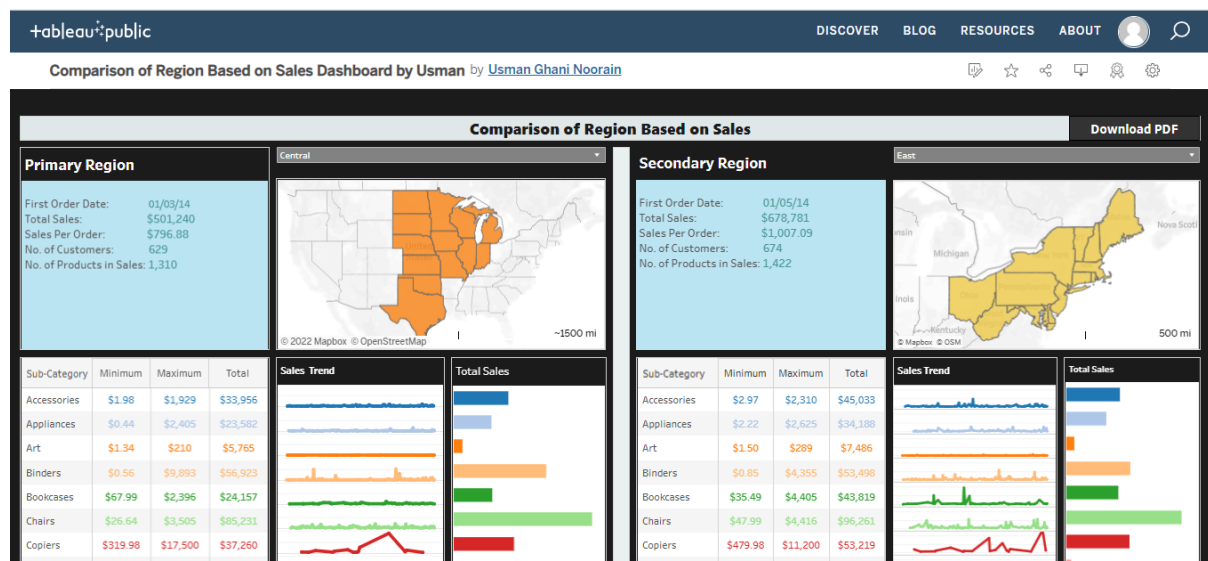 +ab|eau public
DISCOVER BLOG RESOURCES ABOUT
Comparison of Region Based on Sales Dashboard by Usman by Usman Ghani Noorain
Comparison of Region Based on Sales
Download PDF
Primary Region
Central
First Order Date: 01/03/14
Total Sales: $501,240
Sales Per Order: $796.88
No. of Customers: 629
No. of Products in Sales: 1,310
United
~1500 mi
© 2022 Mapbox © OpenStreetMap
Secondary Region
East
First Order Date: 01/05/14
Total Sales: $678,781
Sales Per Order: $1,007.09
No. of Customers: 674
No. of Products in Sales: 1,422
Nova Scoti
nsin
Michigan
New York
inois
Ohio
Pennsylvania
Kentucky
500 mi
© Mapbox © OSM
Sub-Category Minimum Maximum Total
Accessories $1.98 $1,929 $33,956
Appliances $0.44 $2,405 $23,582
Art $1.34 $210 $5,765
Binders $0.56 $9,893 $56,923
Bookcases $67.99 $2,396 $24,157
Chairs $26.64 $3,505 $85,231
Copiers $319.98 $17,500 $37,260
Sales Trend
Total Sales
Sub-Category Minimum Maximum Total
Accessories $2.97 $2,310 $45,033
Appliances $2.22 $2,625 $34,188
Art $1.50 $289 $7,486
Binders $0.85 $4,355 $53,498
Bookcases $35.49 $4,405 $43,819
Chairs $47.99 $4,416 $96,261
Copiers $479.98 $11,200 $53,219
Sales Trend
Total Sales